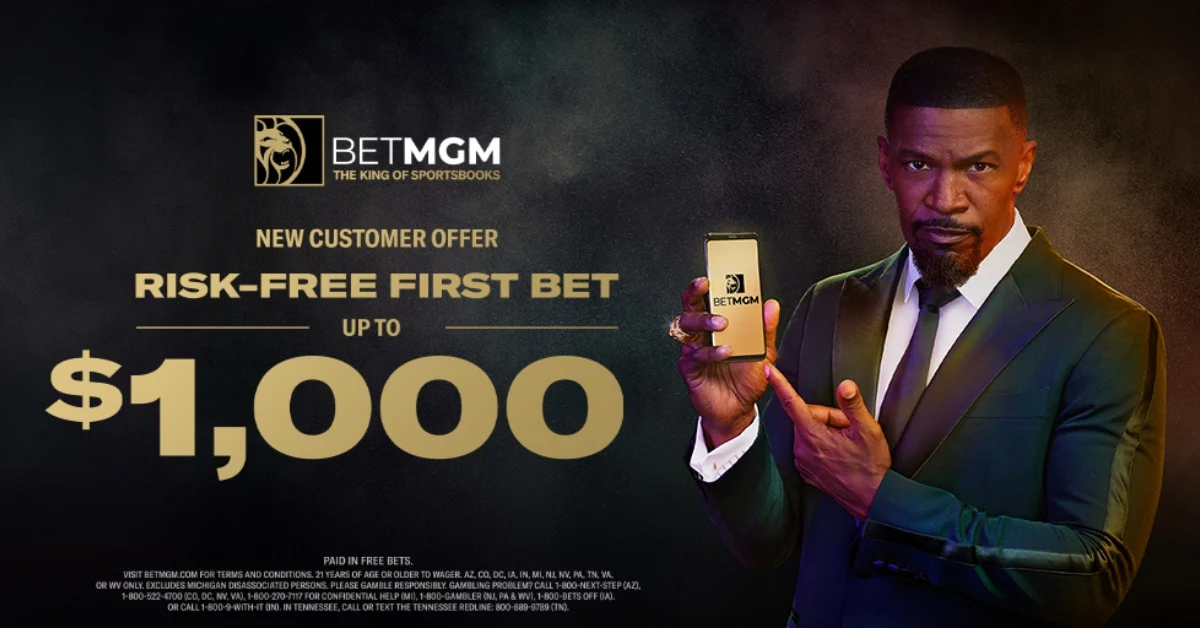 BETMGM
THE KING OF SPORTSBOOKS
NEW CUSTOMER OFFER
RISK-FREE FIRST BET
UP TO
$1,000
BETMGM
PAID IN FREE BETS.
VISIT BETMGM.COM FOR TERMS AND CONDITIONS. 21 YEARS OF AGE OR OLDER TO WAGER. AZ, CO, DC, IA, IN, MI, NJ, NV, PA, TN, VA,
OR WV ONLY. EXCLUDES MICHIGAN DISASSOCIATED PERSONS. PLEASE GAMBLE RESPONSIBLY. GAMBLING PROBLEM? CALL 1-800-NEXT-STEP (AZ),
1-800-522-4700 (CO, DC, NV, VA), 1-800-270-7117 FOR CONFIDENTIAL HELP (MI), 1-800-GAMBLER (NJ, PA & WV), 1-800-BETS OFF (IA).
OR CALL 1-800-9-WITH-IT (IN). IN TENNESSEE, CALL OR TEXT THE TENNESSEE REDLINE: 800-889-9789 (TN).